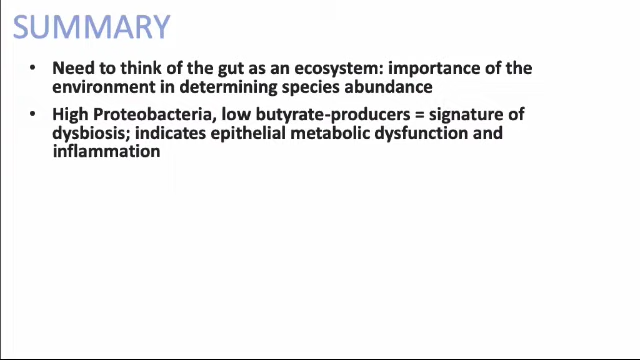 SUMMARY
• Need to think of the gut as an ecosystem: importance of the
environment in determining species abundance
• High Proteobacteria, low butyrate-producers = signature of
dysbiosis; indicates epithelial metabolic dysfunction and
inflammation